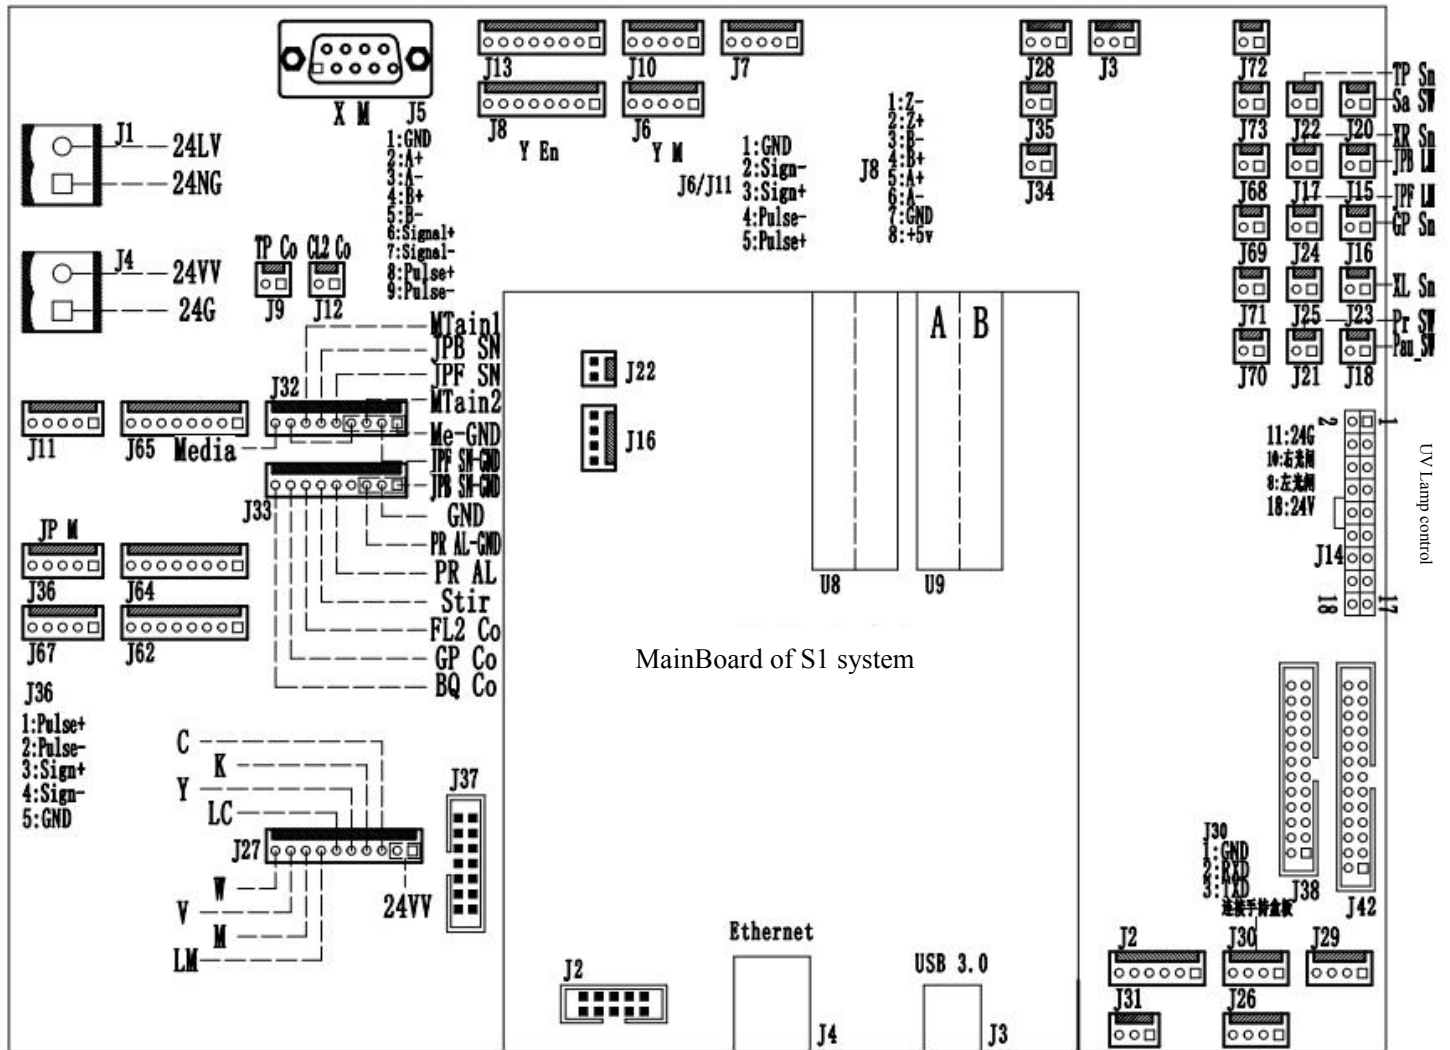 J13
J10
J7
J28
J3
J72
X M
J5
J8
Y En
J6
Y M
J35
J34
J73
J22
J20
TP Sn
Sa SW
J68
J17
J15
XR Sn
JPB LM
J69
J24
J16
JPF LM
GP Sn
J71
J25
J23
XL Sn
J70
J21
J18
Pr SW
Pau_SW
J1
24LV
24NG
J4
24VV
24G
1:GND
2:A+
3:A-
4:B+
5:B-
6:Signal+
7:Signal-
8:Pulse+
9:Pulse-
J6/J11
1:GND
2:Sign-
3:Sign+
4:Pulse-
5:Pulse+
J8
1:Z-
2:Z+
3:B-
4:B+
5:A+
6:A-
7:GND
8:+5v
TP Co
CL2 Co
J9
J12
MTain1
JPB SN
JPF SN
MTain2
Me-GND
JPF SN-GND
JPB SN-GND
GND
PR AL-GND
PR AL
Stir
FL2 Co
GP Co
BQ Co
J32
J11
J65
Media
J33
JP M
J36
J64
J67
J62
J36
1:Pulse+
2:Pulse-
3:Sign+
4:Sign-
5:GND
C
K
Y
LC
J27
W
V
M
LM
24VV
J37
J22
J16
A
B
U8
U9
MainBoard of S1 system
2
1
11:24G
10:右光闸
8:左光闸
18:24V
J14
18
17
UV Lamp control
J38
J42
J30
1:GND
2:RXD
3:TXD
连接手持盒板
J2
J30
J29
J31
J26
Ethernet
USB 3.0
J2
J4
J3